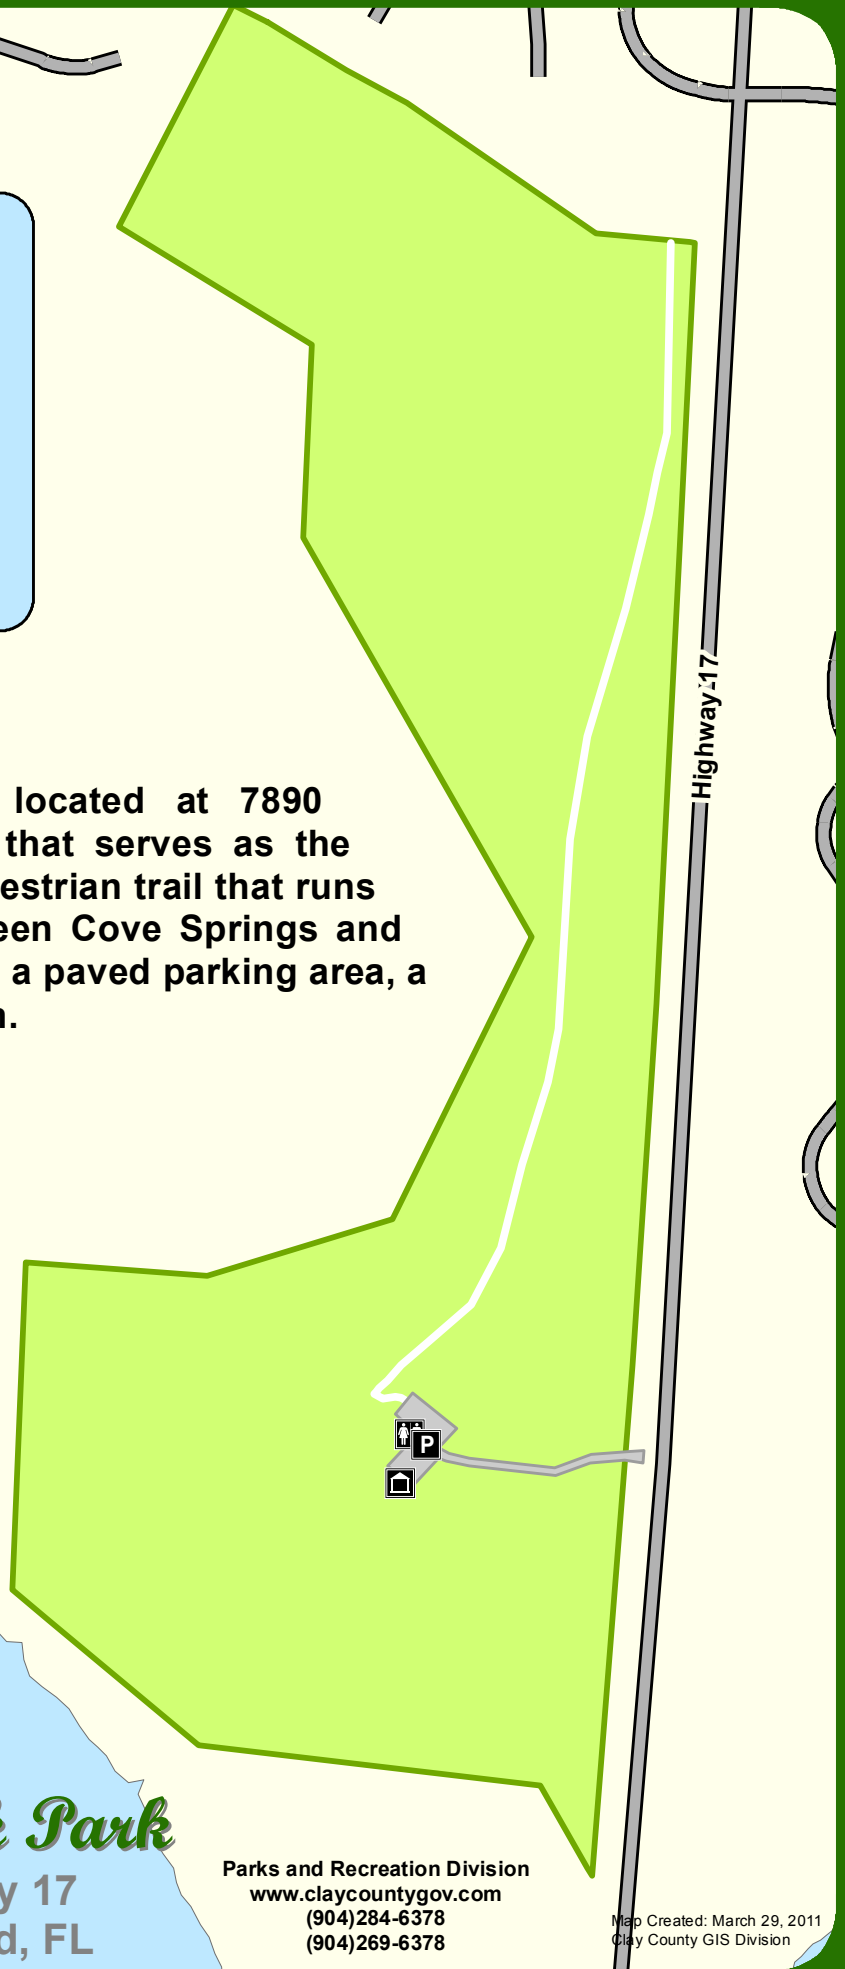 Highway 17
located at 7890
that serves as the
estrian trail that runs
een Cove Springs and
a paved parking area, a
P
Park
y 17
d, FL
Parks and Recreation Division
www.claycountygov.com
(904)284-6378
(904)269-6378
Map Created: March 29, 2011
Clay County GIS Division